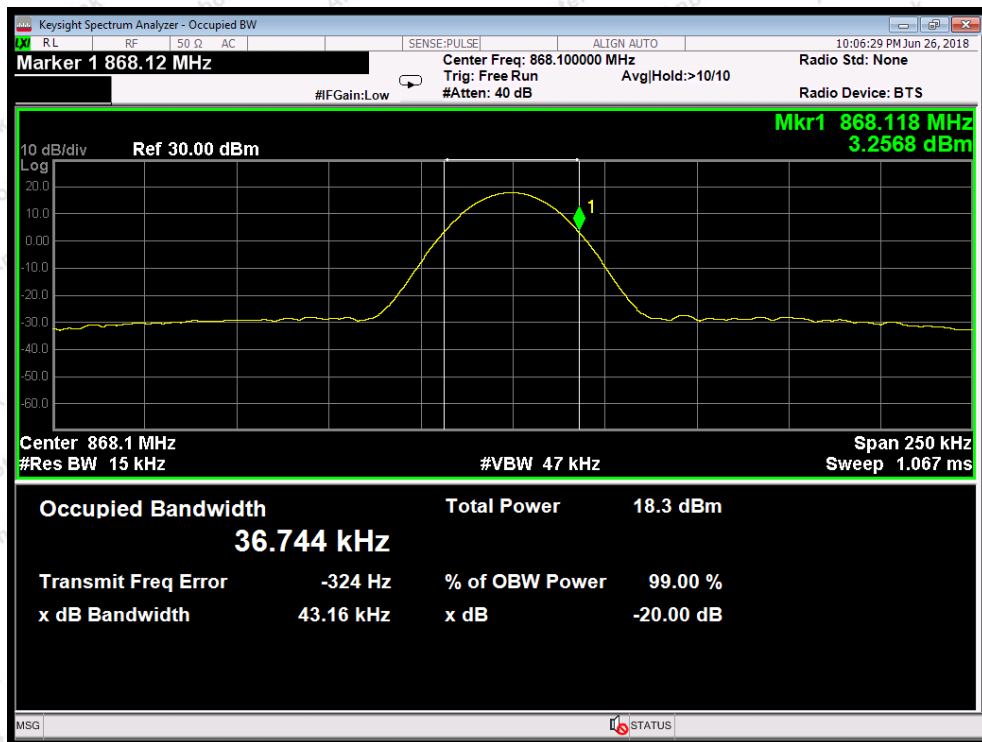 Keysight Spectrum Analyzer - Occupied BW
LXI RL RF 50 Ω AC SENSE:PULSE ALIGN AUTO 10:06:29 PM Jun 26, 2018
Marker 1 868.12 MHz
Center Freq: 868.100000 MHz
Radio Std: None
Trig: Free Run
Avg|Hold:>10/10
#IFGain:Low
#Atten: 40 dB
Radio Device: BTS
Mkr1 868.118 MHz
3.2568 dBm
10 dB/div Ref 30.00 dBm
Log
20.0
1
10.0
0.00
-10.0
-20.0
-30.0
-40.0
-50.0
-60.0
Center 868.1 MHz Span 250 kHz
#Res BW 15 kHz #VBW 47 kHz Sweep 1.067 ms
Occupied Bandwidth Total Power 18.3 dBm
36.744 kHz
Transmit Freq Error -324 Hz % of OBW Power 99.00 %
x dB Bandwidth 43.16 kHz x dB -20.00 dB
MSG STATUS